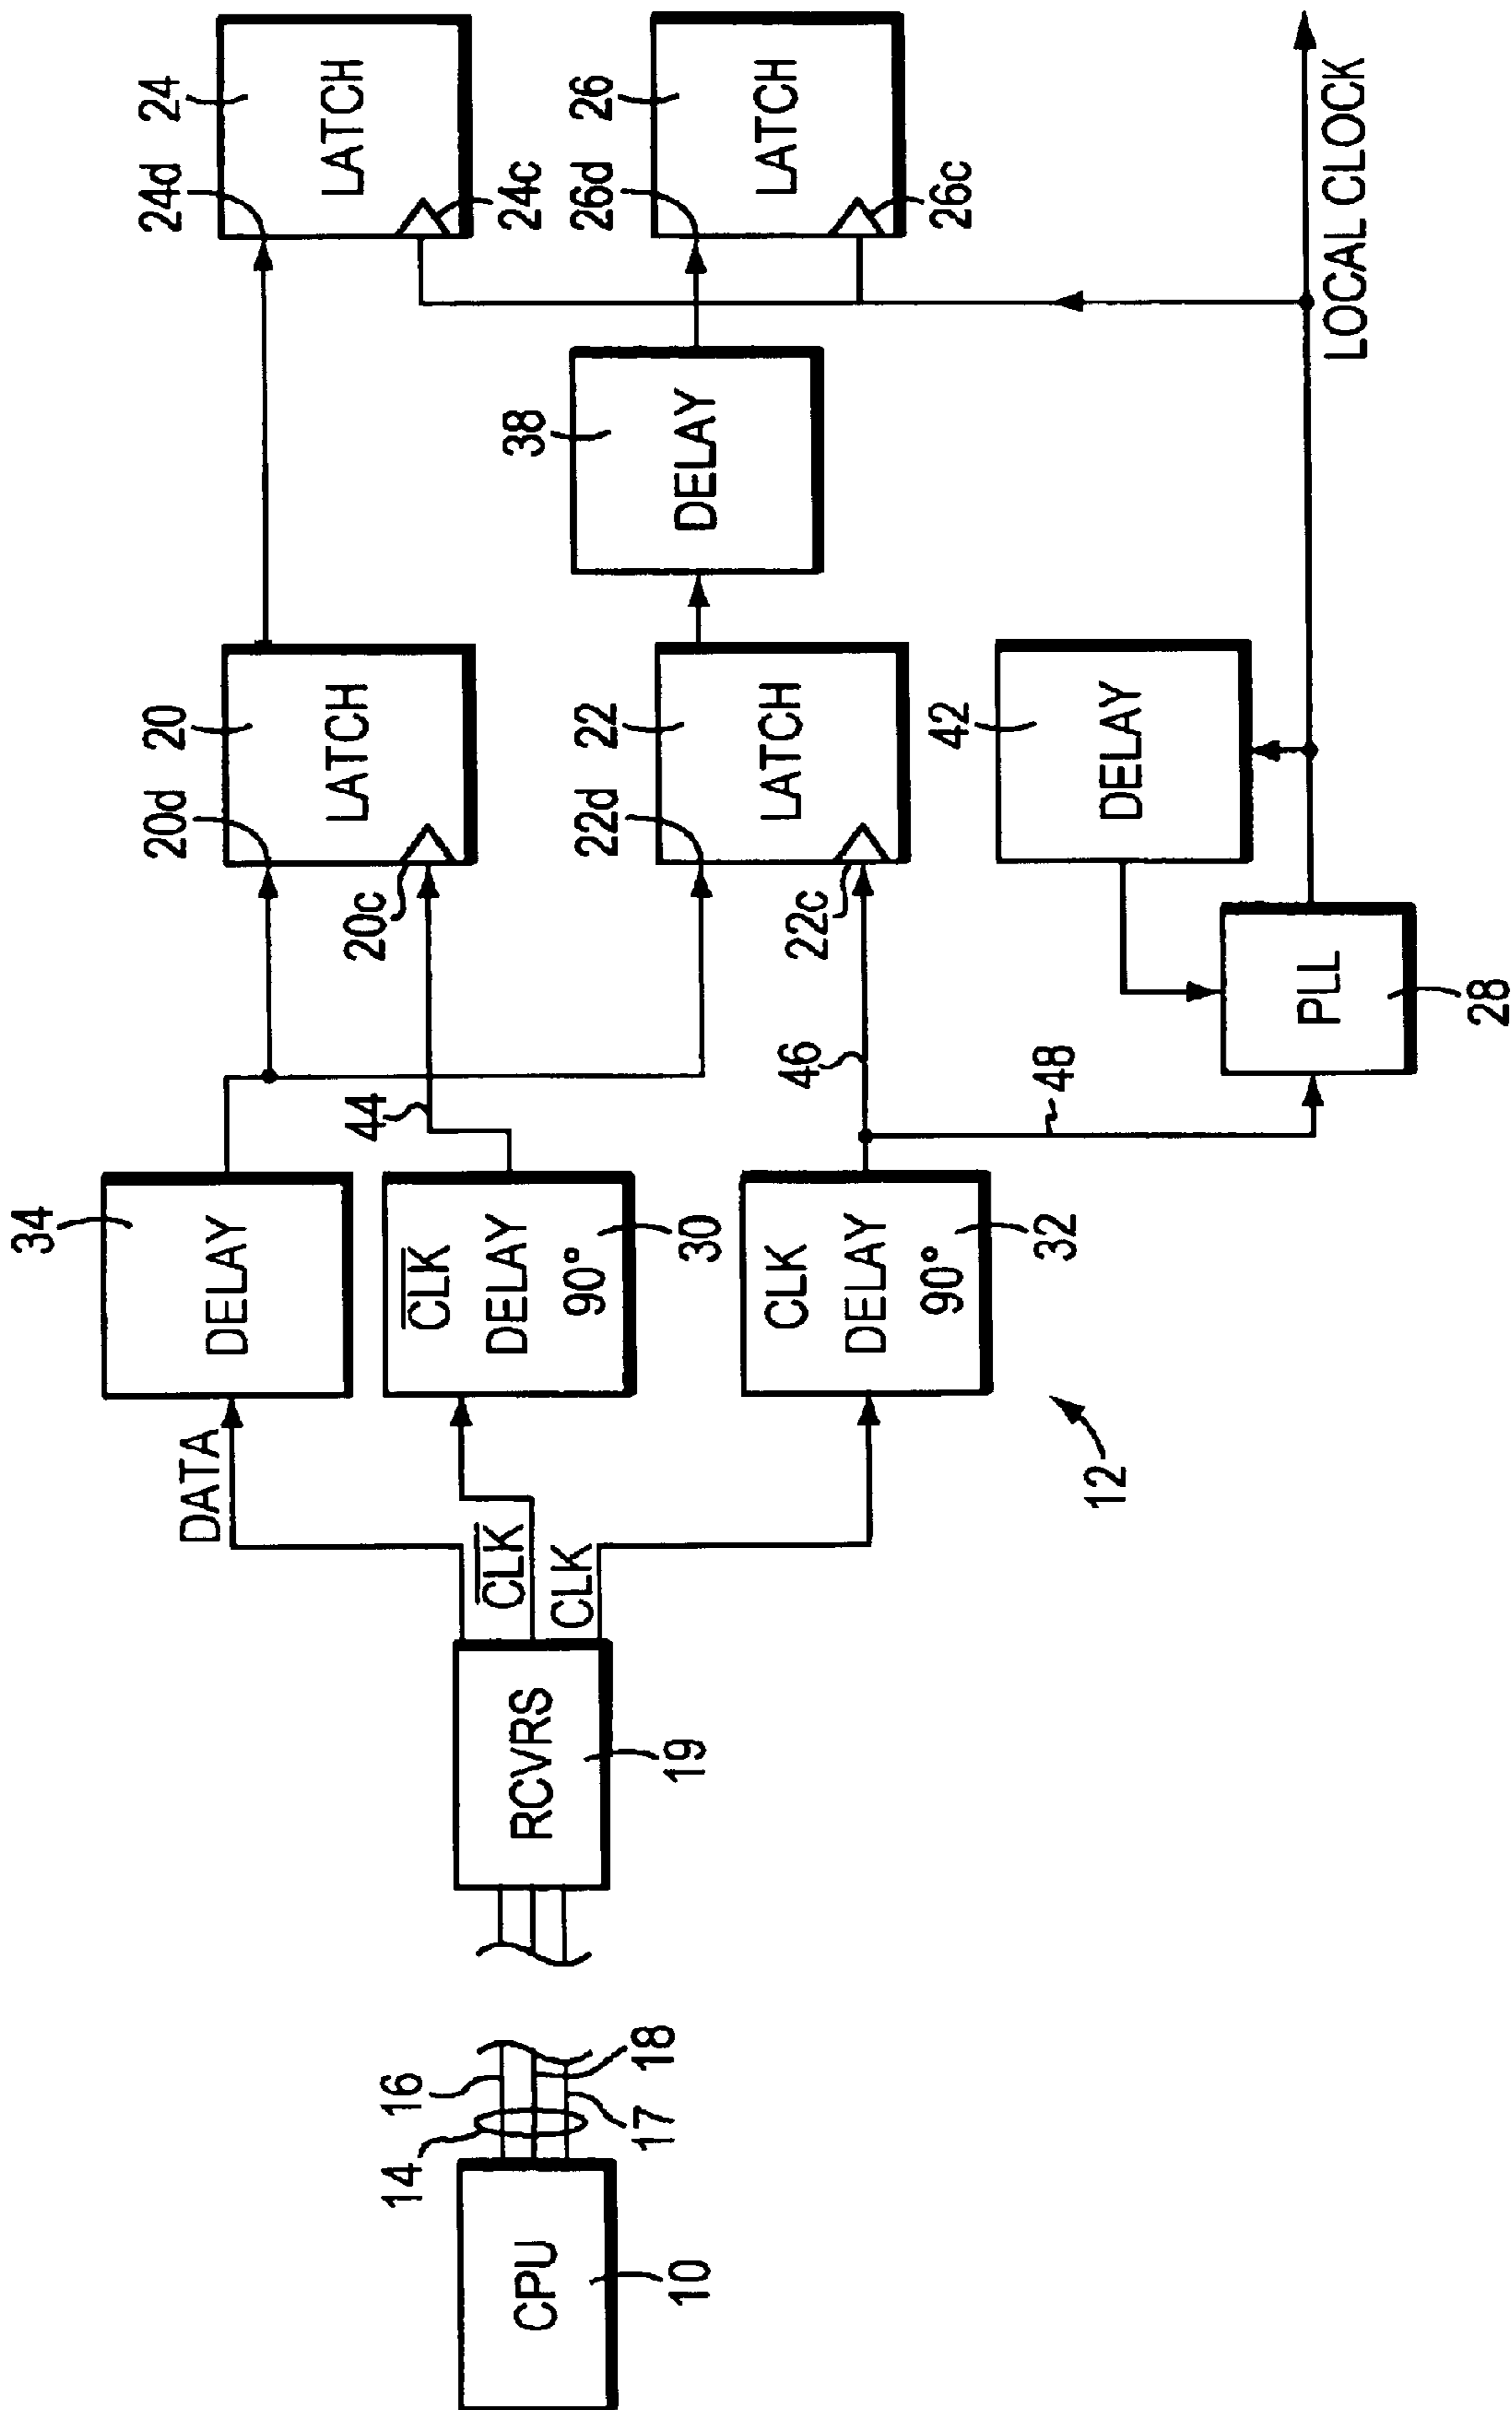 CPU
10
14
16
18
17
RCVRS
19
DATA
C̅L̅K̅
CLK
12
34
DELAY
C̅L̅K̅
DELAY
90°
30
CLK
DELAY
90°
32
44
46
48
20d
20
LATCH
20c
22d
22
LATCH
22c
42
DELAY
PLL
28
38
DELAY
24d
24
LATCH
24c
26d
26
LATCH
26c
LOCAL CLOCK